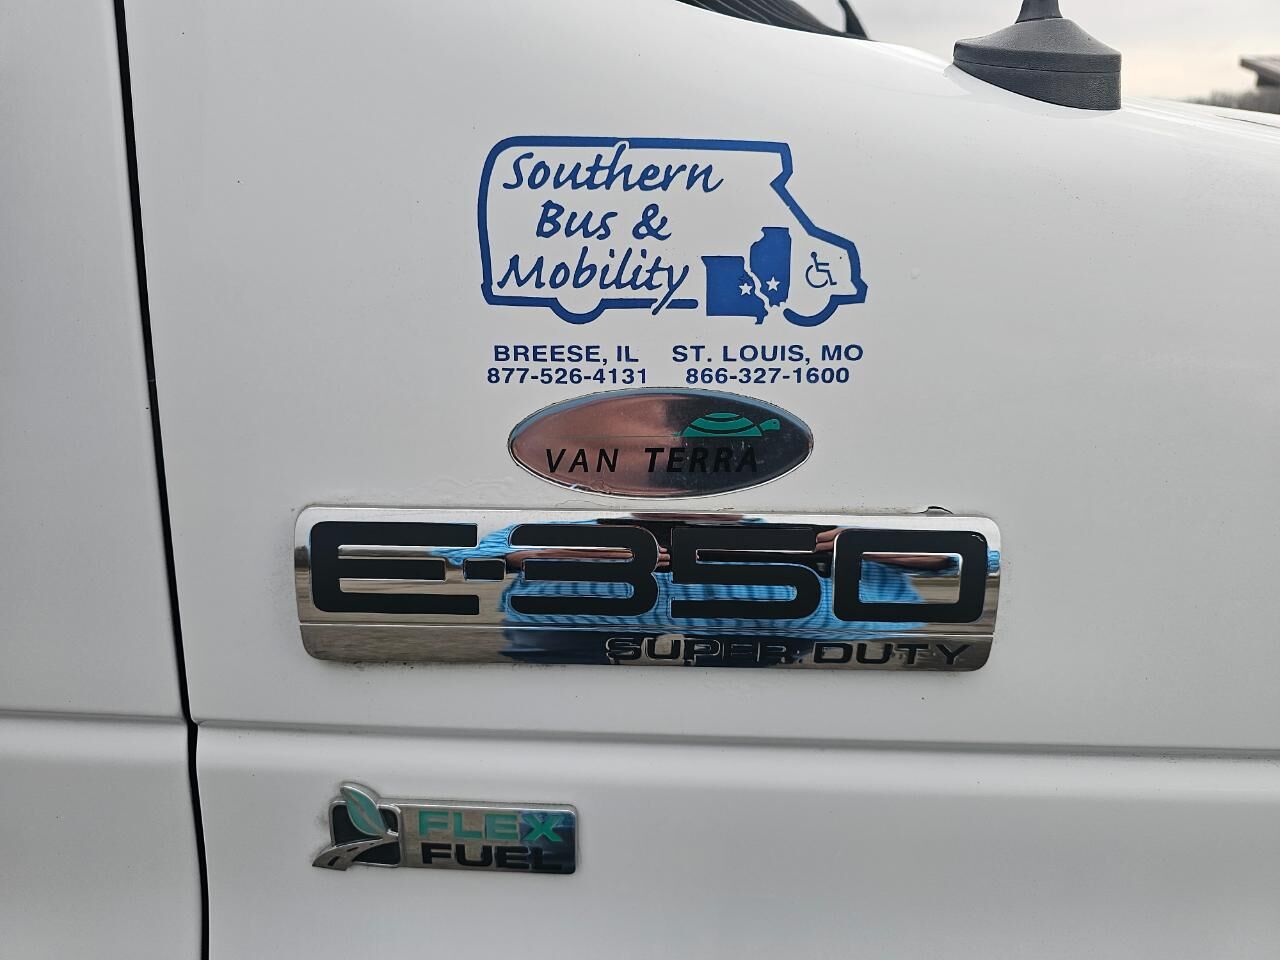 Southern
Bus &
Mobility
BREESE, IL ST. LOUIS, MO
877-526-4131 866-327-1600
VAN TERRA
E-350
SUPER DUTY
FLEX
FUEL